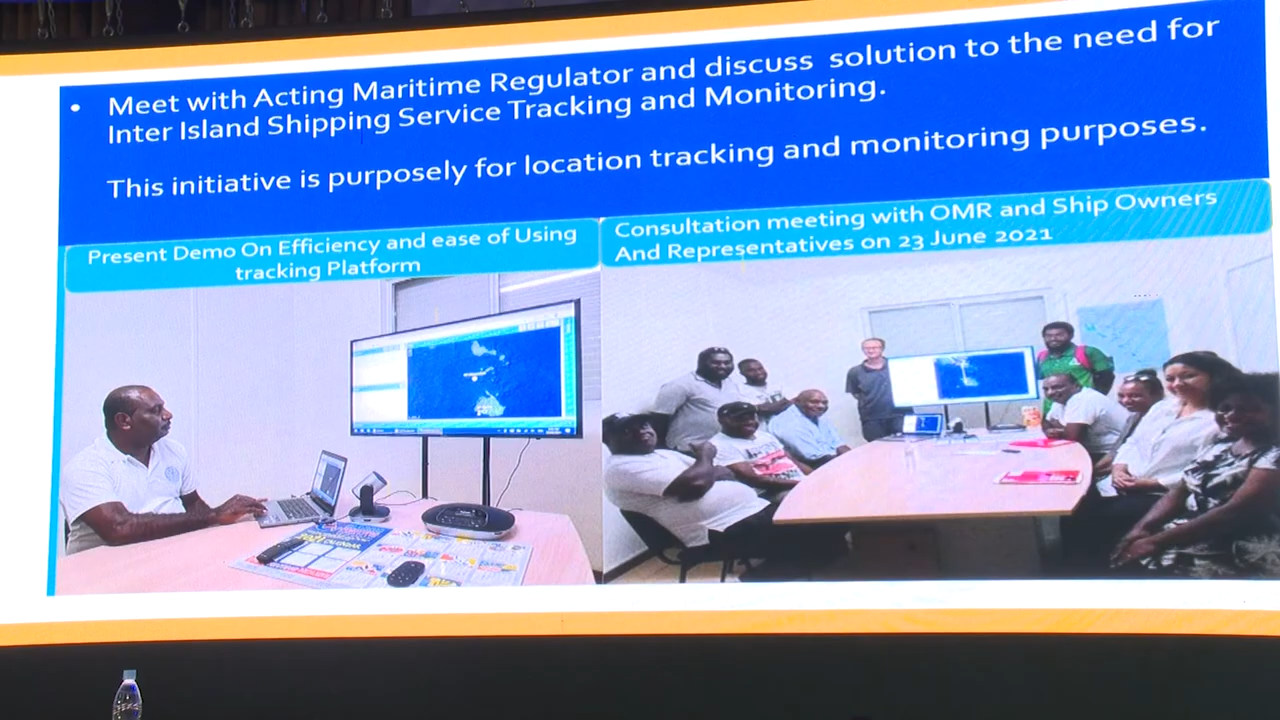 • Meet with Acting Maritime Regulator and discuss solution to the need for
Inter Island Shipping Service Tracking and Monitoring.
This initiative is purposely for location tracking and monitoring purposes.
Present Demo On Efficiency and ease of Using
tracking Platform
Consultation meeting with OMR and Ship Owners
And Representatives on 23 June 2021
CALENDAR